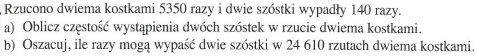 Rzucono dwiema kostkami 5350 razy i dwie szóstki wypadły 140 razy.
a) Oblicz częstość wystąpienia dwóch szóstek w rzucie dwiema kostkami.
b) Oszacuj, ile razy mogą wypaść dwie szóstki w 24 610 rzutach dwiema kostkami.